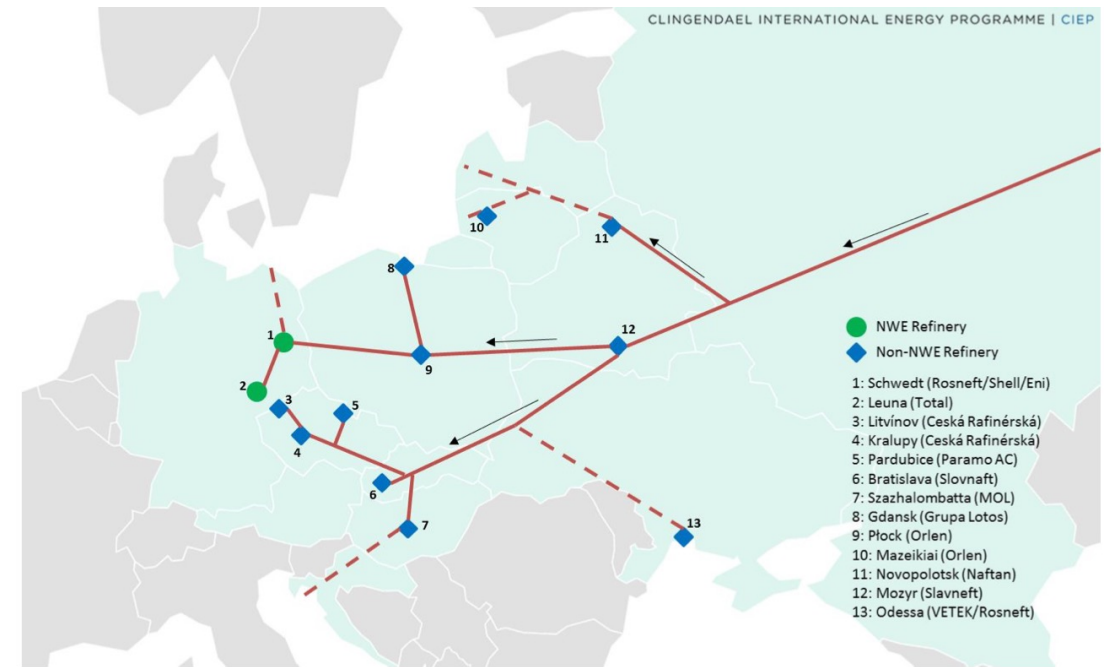 CLINGENDAEL INTERNATIONAL ENERGY PROGRAMME | CIEP
10
11
8
12
1
9
2
3
5
4
6
7
13
NWE Refinery
Non-NWE Refinery
1: Schwedt (Rosneft/Shell/Eni)
2: Leuna (Total)
3: Litvínov (Ceská Rafinérská)
4: Kralupy (Ceská Rafinérská)
5: Pardubice (Paramo AC)
6: Bratislava (Slovnaft)
7: Szazhalombatta (MOL)
8: Gdansk (Grupa Lotos)
9: Płock (Orlen)
10: Mazeikiai (Orlen)
11: Novopolotsk (Naftan)
12: Mozyr (Slavneft)
13: Odessa (VETEK/Rosneft)